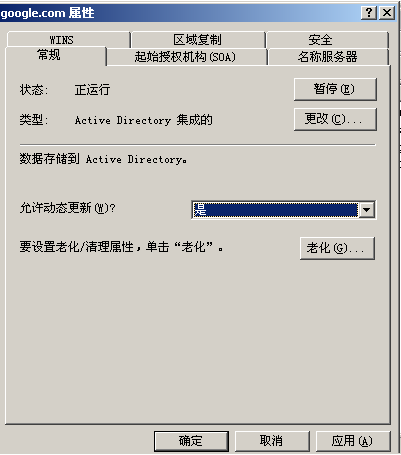 google.com 属性
WINS 区域复制 安全
常规 起始授权机构(SOA) 名称服务器
状态: 正运行 暂停(E)
类型: Active Directory 集成的 更改(C)...
数据存储到 Active Directory。
允许动态更新(W)? 是
要设置老化/清理属性，单击“老化”。 老化(G)...
确定 取消 应用(A)